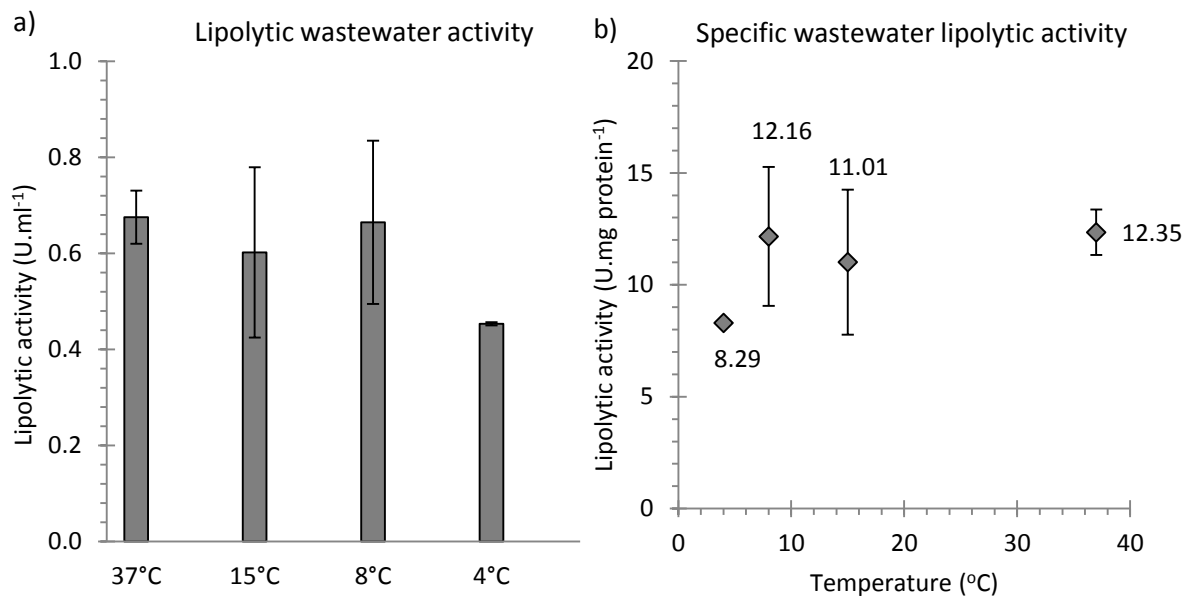 a)
Lipolytic wastewater activity
Lipolytic activity (U.ml⁻¹)
1.0
0.8
0.6
0.4
0.2
0.0
37°C 15°C 8°C 4°C
b)
Specific wastewater lipolytic activity
Lipolytic activity (U.mg protein⁻¹)
20
15
10
5
0
12.16
11.01
12.35
8.29
0 10 20 30 40
Temperature (°C)